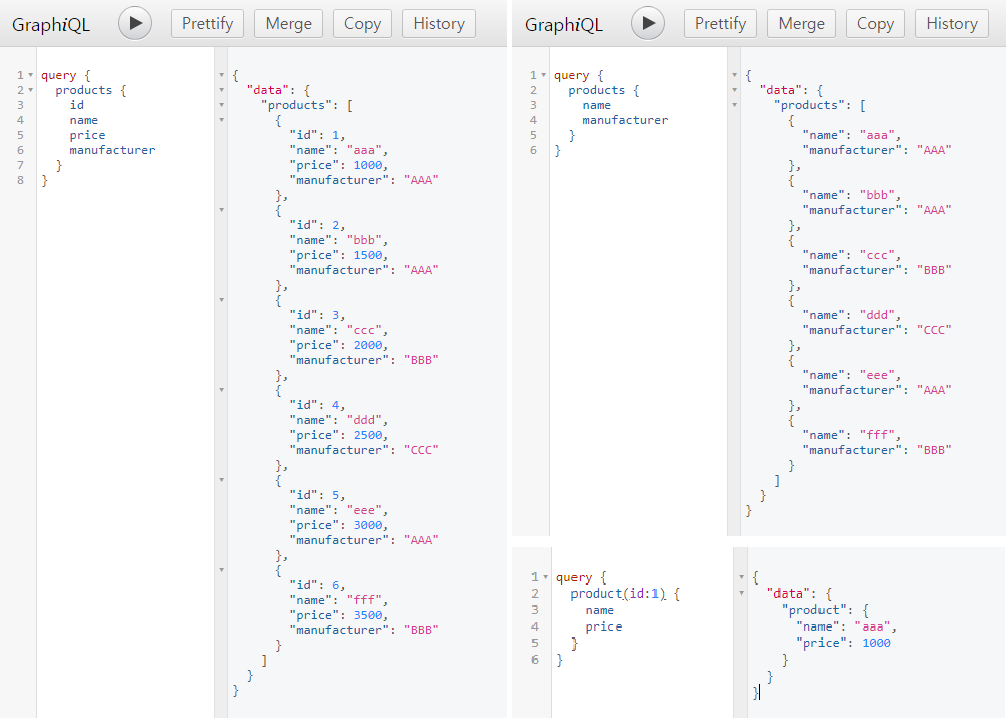 GraphiQL Prettify Merge Copy History
1 query {
2 products {
3 id
4 name
5 price
6 manufacturer
7 }
8 }
{
"data": {
"products": [
{
"id": 1,
"name": "aaa",
"price": 1000,
"manufacturer": "AAA"
},
{
"id": 2,
"name": "bbb",
"price": 1500,
"manufacturer": "AAA"
},
{
"id": 3,
"name": "ccc",
"price": 2000,
"manufacturer": "BBB"
},
{
"id": 4,
"name": "ddd",
"price": 2500,
"manufacturer": "CCC"
},
{
"id": 5,
"name": "eee",
"price": 3000,
"manufacturer": "AAA"
},
{
"id": 6,
"name": "fff",
"price": 3500,
"manufacturer": "BBB"
}
]
}
}
GraphiQL Prettify Merge Copy History
1 query {
2 products {
3 name
4 manufacturer
5 }
6 }
{
"data": {
"products": [
{
"name": "aaa",
"manufacturer": "AAA"
},
{
"name": "bbb",
"manufacturer": "AAA"
},
{
"name": "ccc",
"manufacturer": "BBB"
},
{
"name": "ddd",
"manufacturer": "CCC"
},
{
"name": "eee",
"manufacturer": "AAA"
},
{
"name": "fff",
"manufacturer": "BBB"
}
]
}
}
1 query {
2 product(id:1) {
3 name
4 price
5 }
6 }
{
"data": {
"product": {
"name": "aaa",
"price": 1000
}
}
}